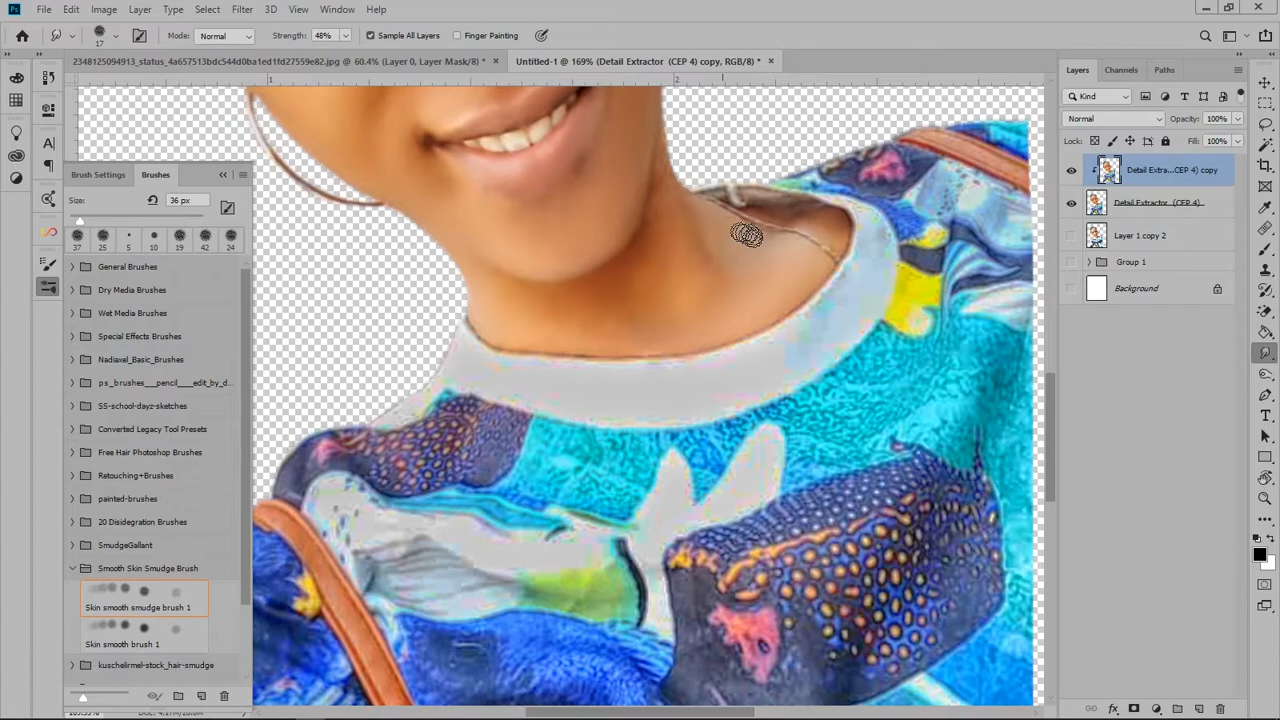 Ps File Edit Image Layer Type Select Filter 3D View Window Help
17 Mode: Normal Strength: 48% Sample All Layers Finger Painting
2348125094913_status_4a657513bdc544d0ba1ed1fd27559e82.jpg @ 60.4% (Layer 0, Layer Mask/8) * × Untitled-1 @ 169% (Detail Extractor (CEP 4) copy, RGB/8) * ×
1 2
Layers Channels Paths
Kind
Normal Opacity: 100%
Lock: Fill: 100%
Detail Extra...CEP 4) copy
Detail Extractor (CEP 4)
Layer 1 copy 2
Group 1
Background
Brush Settings Brushes
Size: 36 px
37 25 5 10 19 42 24
General Brushes
Dry Media Brushes
Wet Media Brushes
Special Effects Brushes
Nadiaxel_Basic_Brushes
ps_brushes___pencil___edit_by_d...
SS-school-dayz-sketches
Converted Legacy Tool Presets
Free Hair Photoshop Brushes
Retouching+Brushes
painted-brushes
20 Disidegration Brushes
SmudgeGallant
Smooth Skin Smudge Brush
Skin smooth smudge brush 1
Skin smooth brush 1
kuschelirmel-stock_hair-smudge